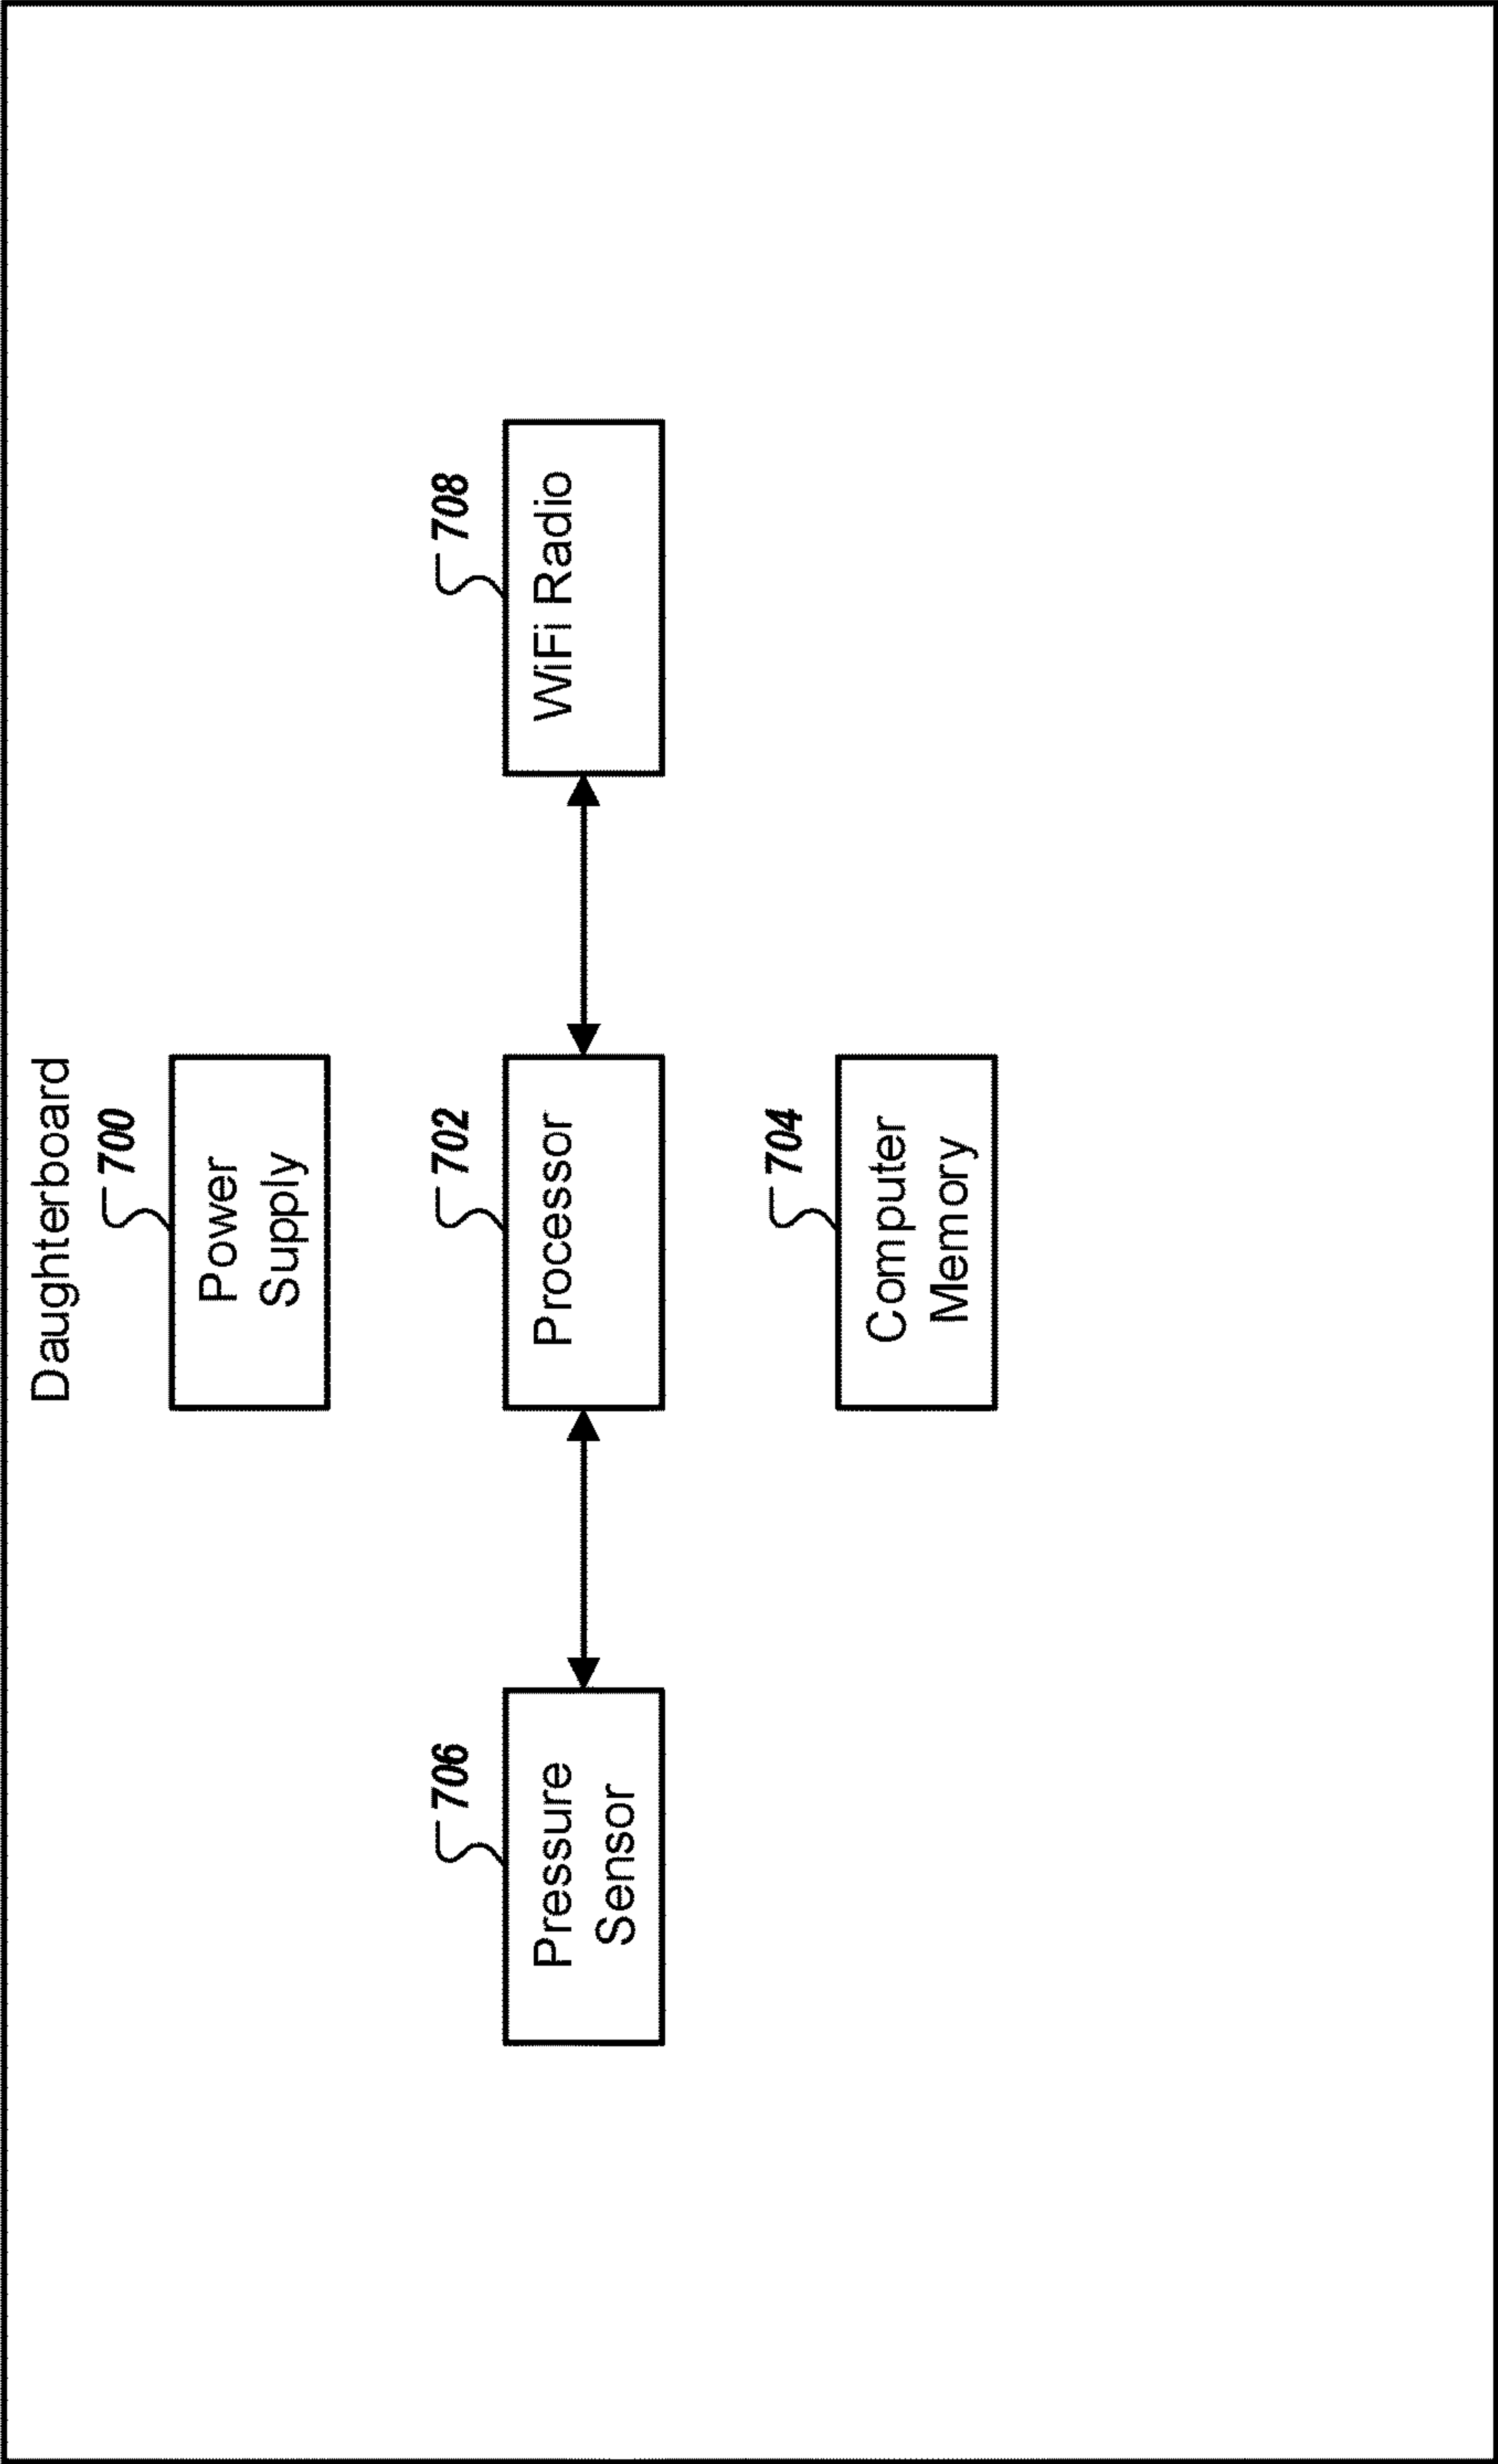 Daughterboard
700
Power
Supply
706
Pressure
Sensor
702
Processor
708
WiFi Radio
704
Computer
Memory